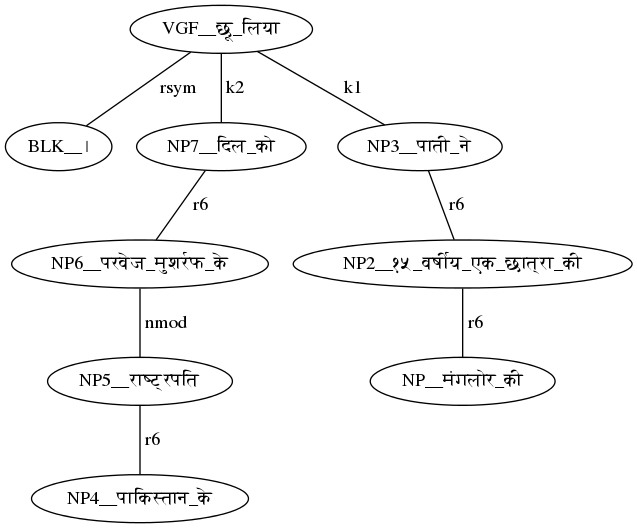 VGF__छू_लिया
rsym k2 k1
BLK__। NP7__दिल_को NP3__पाती_ने
r6 r6
NP6__परवेज_मुशर्रफ_के NP2__१५_वर्षीय_एक_छात्रा_की
nmod r6
NP5__राष्ट्रपति NP__मंगलोर_की
r6
NP4__पाकिस्तान_के